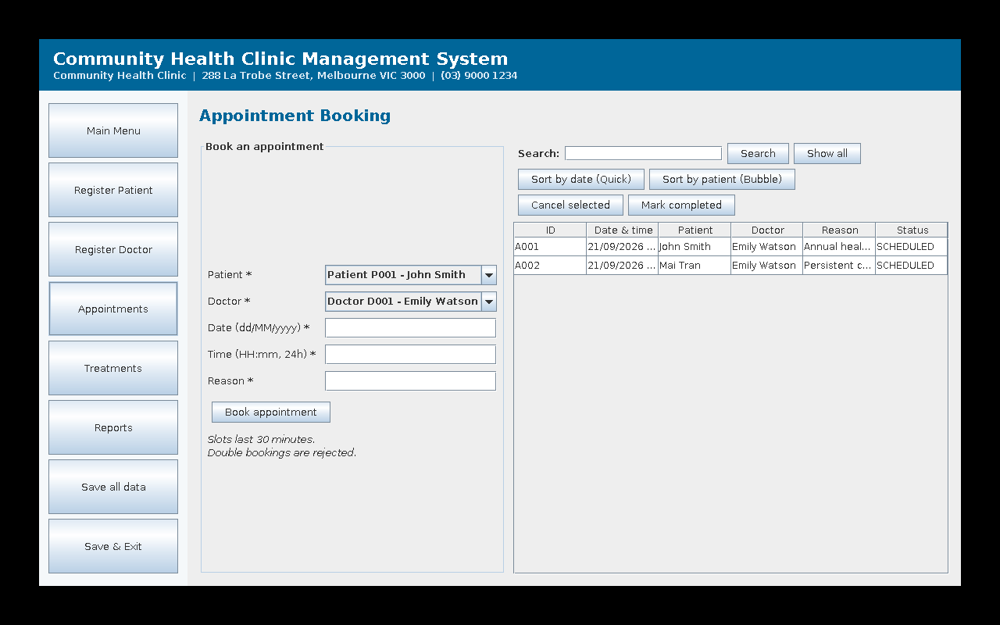 Community Health Clinic Management System
Community Health Clinic | 288 La Trobe Street, Melbourne VIC 3000 | (03) 9000 1234
Main Menu
Register Patient
Register Doctor
Appointments
Treatments
Reports
Save all data
Save & Exit
Appointment Booking
Book an appointment
Patient * Patient P001 - John Smith
Doctor * Doctor D001 - Emily Watson
Date (dd/MM/yyyy) *
Time (HH:mm, 24h) *
Reason *
Book appointment
Slots last 30 minutes.
Double bookings are rejected.
Search: Search Show all
Sort by date (Quick) Sort by patient (Bubble)
Cancel selected Mark completed
ID Date & time Patient Doctor Reason Status
A001 21/09/2026 ... John Smith Emily Watson Annual heal... SCHEDULED
A002 21/09/2026 ... Mai Tran Emily Watson Persistent c... SCHEDULED